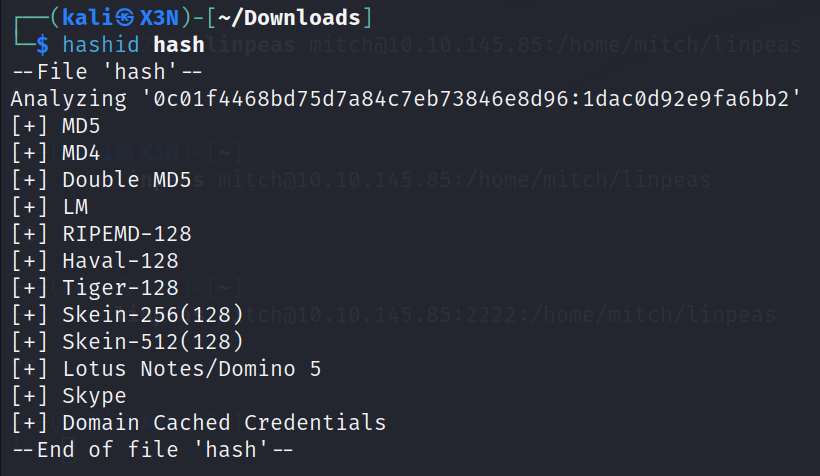 ┌──(kali㉿X3N)-[~/Downloads]
└─$ hashid hash
--File 'hash'--
Analyzing '0c01f4468bd75d7a84c7eb73846e8d96:1dac0d92e9fa6bb2'
[+] MD5
[+] MD4
[+] Double MD5
[+] LM
[+] RIPEMD-128
[+] Haval-128
[+] Tiger-128
[+] Skein-256(128)
[+] Skein-512(128)
[+] Lotus Notes/Domino 5
[+] Skype
[+] Domain Cached Credentials
--End of file 'hash'--